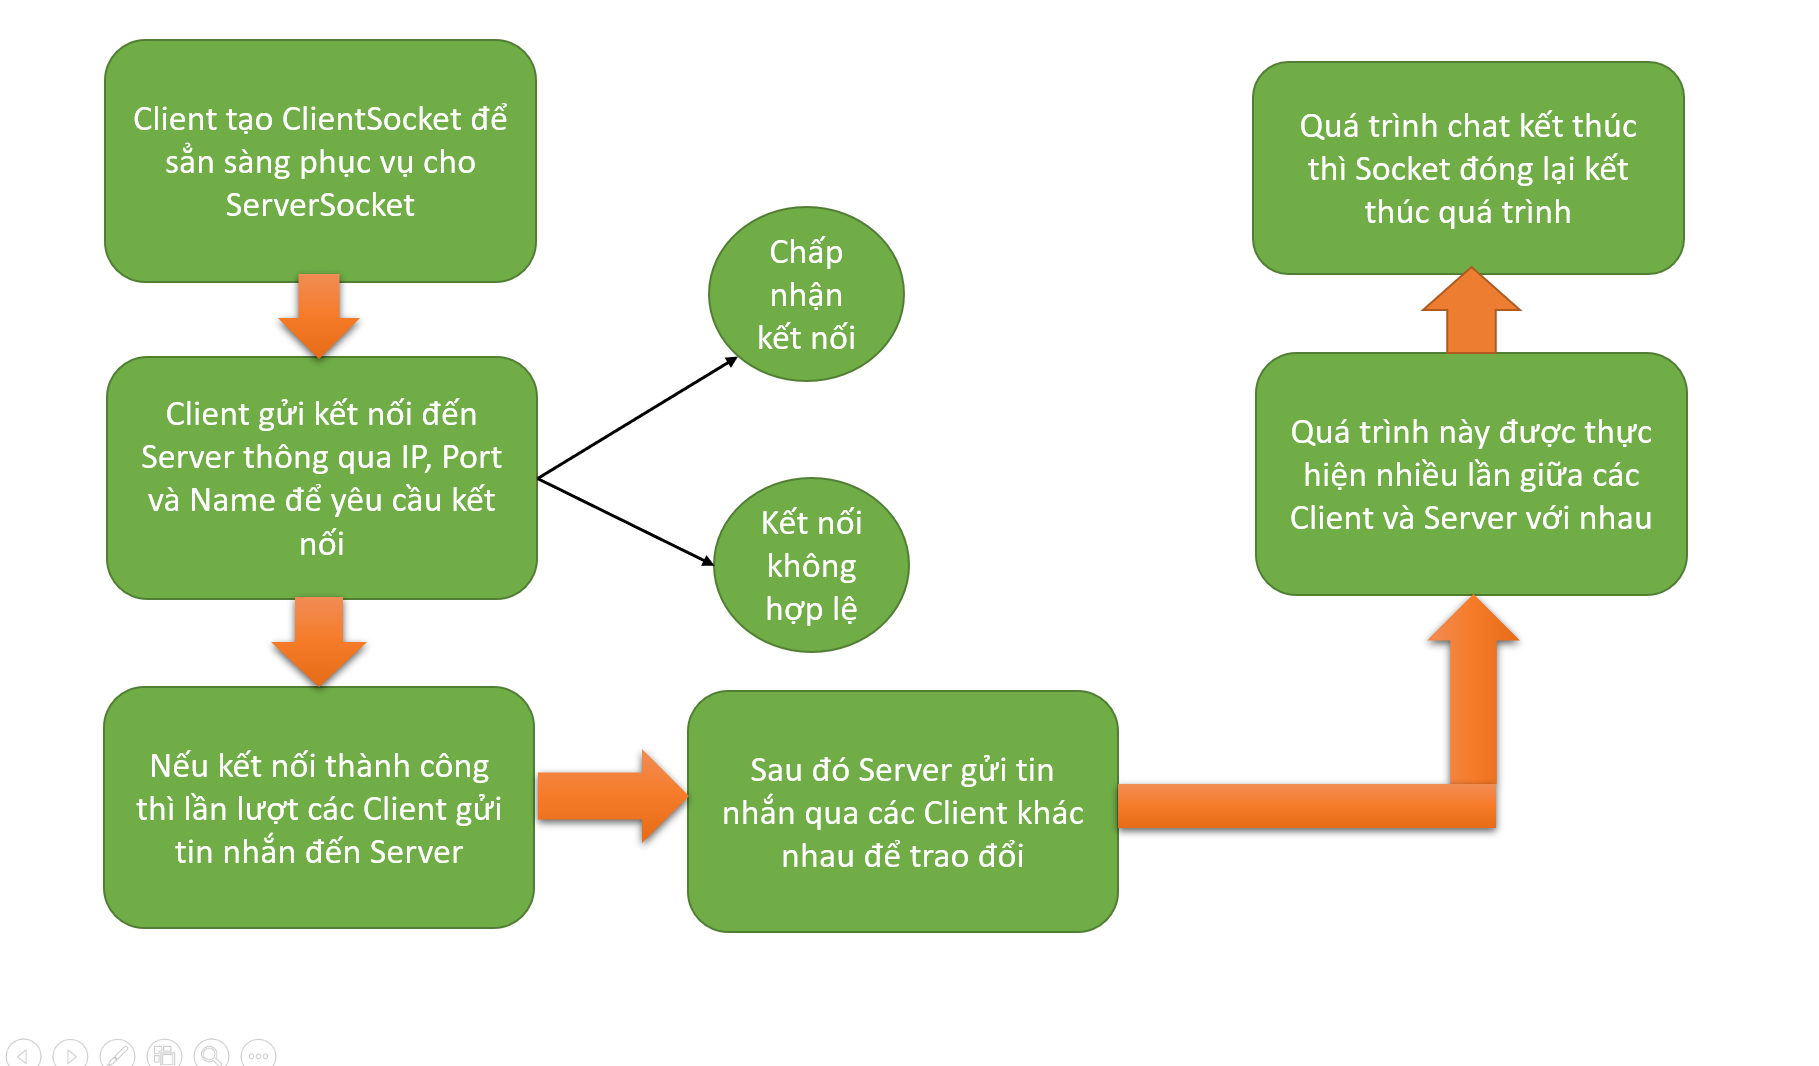 Client tạo ClientSocket để
sẳn sàng phục vụ cho
ServerSocket
Client gửi kết nối đến
Server thông qua IP, Port
và Name để yêu cầu kết
nối
Chấp
nhận
kết nối
Kết nối
không
hợp lệ
Nếu kết nối thành công
thì lần lượt các Client gửi
tin nhắn đến Server
Sau đó Server gửi tin
nhắn qua các Client khác
nhau để trao đổi
Quá trình này được thực
hiện nhiều lần giữa các
Client và Server với nhau
Quá trình chat kết thúc
thì Socket đóng lại kết
thúc quá trình